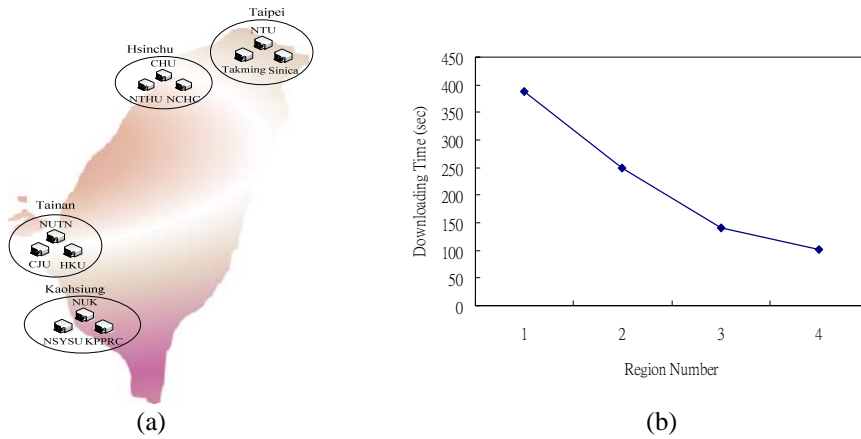 Taipei
NTU
Takming Sinica
Hsinchu
CHU
NTHU NCHC
Tainan
NUTN
CJU HKU
Kaohsiung
NUK
NSYSU KPPRC
(a)
Downloading Time (sec)
450
400
350
300
250
200
150
100
50
0
1 2 3 4
Region Number
(b)